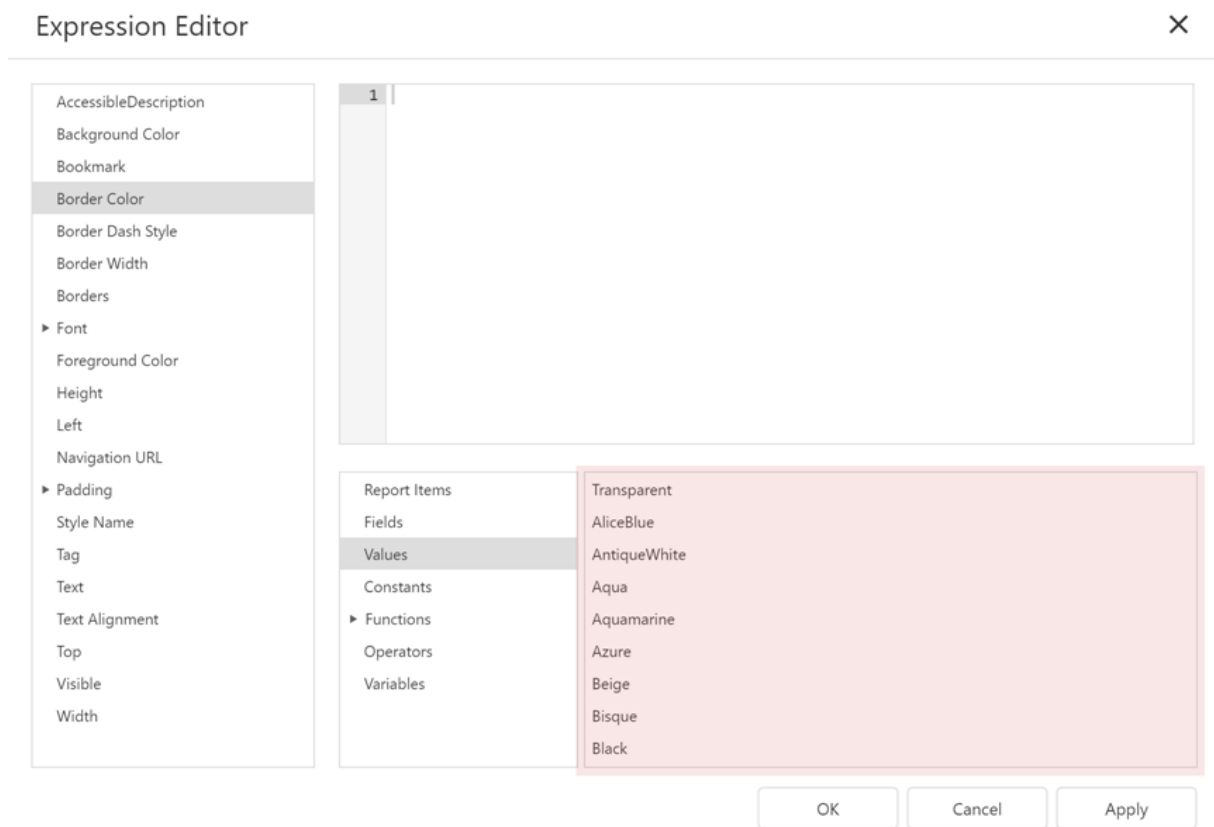 Expression Editor
AccessibleDescription
Background Color
Bookmark
Border Color
Border Dash Style
Border Width
Borders
Font
Foreground Color
Height
Left
Navigation URL
Padding
Style Name
Tag
Text
Text Alignment
Top
Visible
Width
1
Report Items
Fields
Values
Constants
Functions
Operators
Variables
Transparent
AliceBlue
AntiqueWhite
Aqua
Aquamarine
Azure
Beige
Bisque
Black
OK
Cancel
Apply